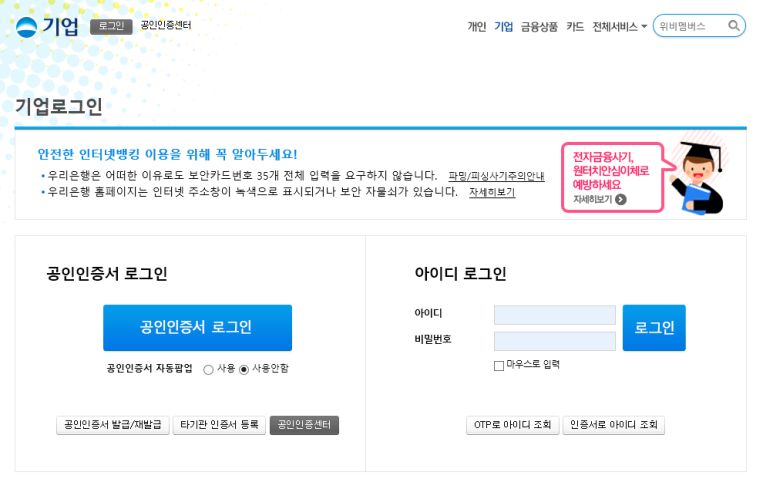 기업 로그인 공인인증센터 개인 기업 금융상품 카드 전체서비스 위비멤버스
기업로그인
안전한 인터넷뱅킹 이용을 위해 꼭 알아두세요!
우리은행은 어떠한 이유로도 보안카드번호 35개 전체 입력을 요구하지 않습니다. 파밍/피싱사기주의안내
우리은행 홈페이지는 인터넷 주소창이 녹색으로 표시되거나 보안 자물쇠가 있습니다. 자세히보기
전자금융사기,
원터치안심이체로
예방하세요
자세히보기
공인인증서 로그인
공인인증서 로그인
공인인증서 자동팝업 사용 사용안함
공인인증서 발급/재발급 타기관 인증서 등록 공인인증센터
아이디 로그인
아이디
비밀번호
로그인
마우스로 입력
OTP로 아이디 조회 인증서로 아이디 조회